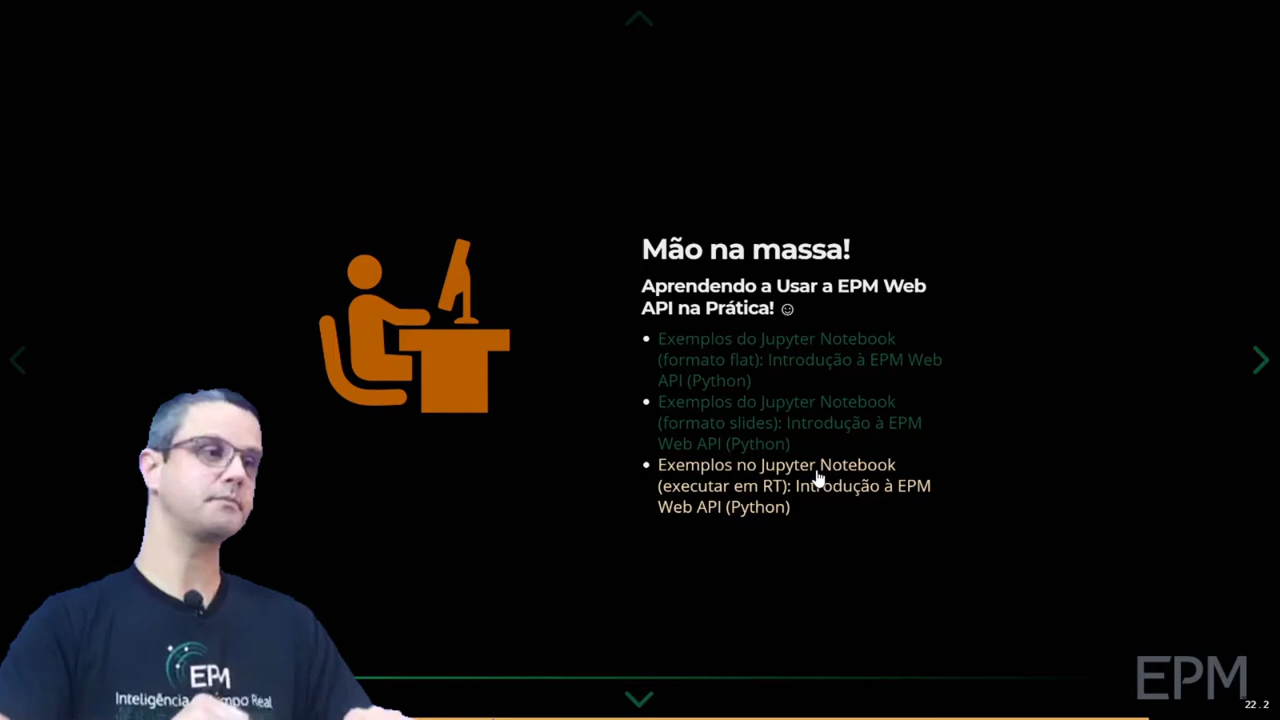 Mão na massa!
Aprendendo a Usar a EPM Web
API na Prática! ☺
Exemplos do Jupyter Notebook
(formato flat): Introdução à EPM Web
API (Python)
Exemplos do Jupyter Notebook
(formato slides): Introdução à EPM
Web API (Python)
Exemplos no Jupyter Notebook
(executar em RT): Introdução à EPM
Web API (Python)
EPM
Inteligência Real
EPM
22.2